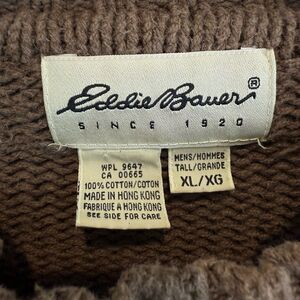 Eddie Bauer®
SINCE 1920
WPL 9647
CA 00665
100% COTTON/COTON
MADE IN HONG KONG
FABRIQUE A HONG KONG
SEE SIDE FOR CARE
MENS/HOMMES
TALL/GRANDE
XL/XG